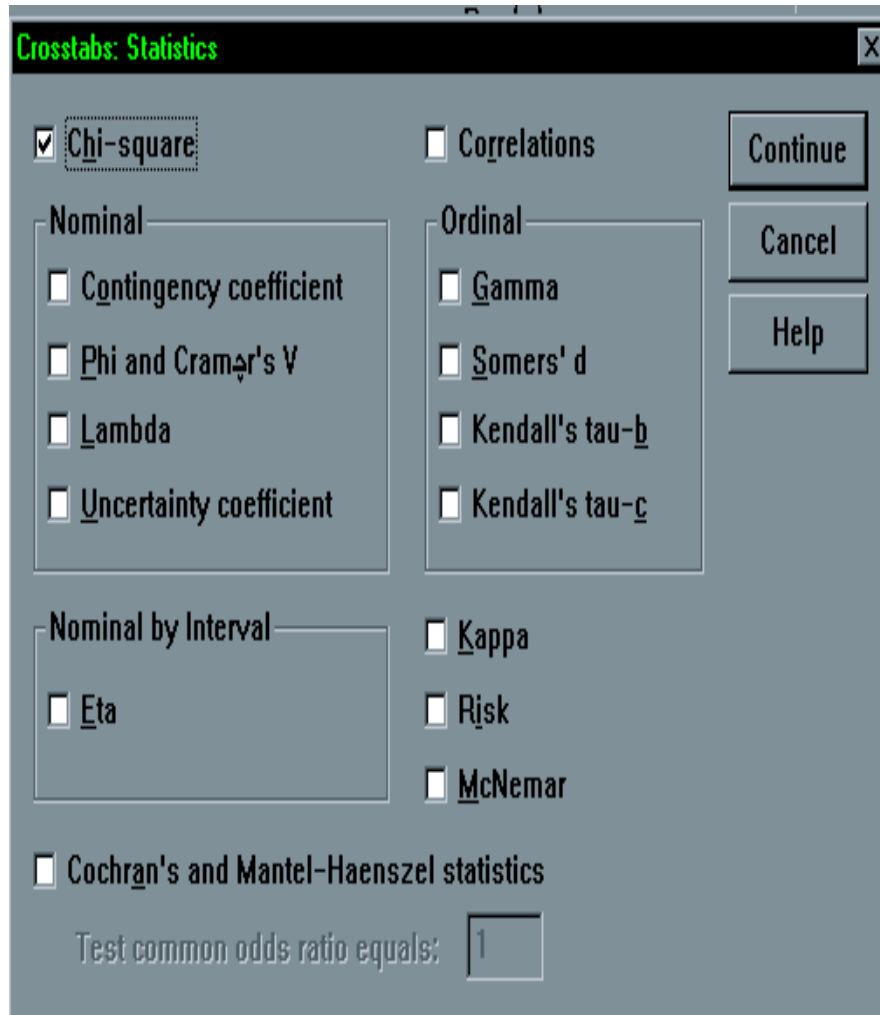 Crosstabs: Statistics
Chi-square
Correlations
Continue
Cancel
Help
Nominal
Contingency coefficient
Phi and Cramهِr's V
Lambda
Uncertainty coefficient
Ordinal
Gamma
Somers' d
Kendall's tau-b
Kendall's tau-c
Nominal by Interval
Eta
Kappa
Risk
McNemar
Cochran's and Mantel-Haenszel statistics
Test common odds ratio equals: 1